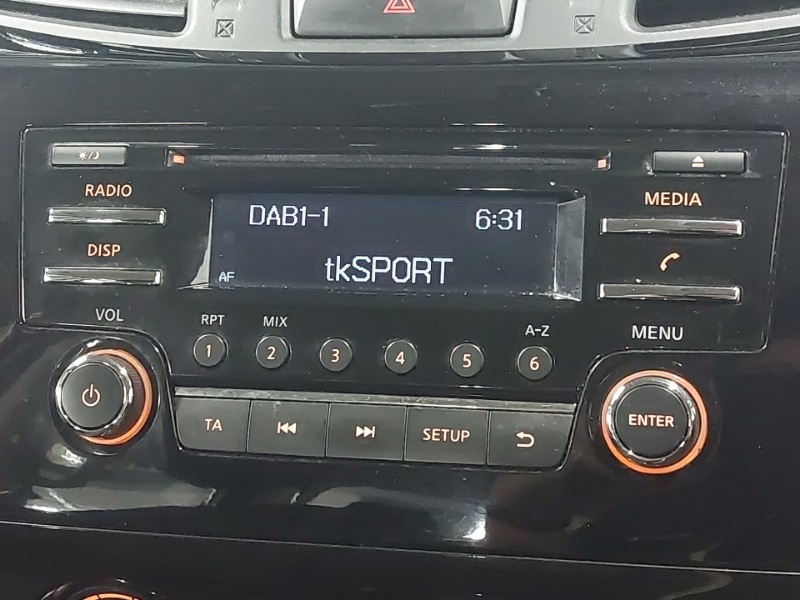 RADIO
MEDIA
DAB1-1 6:31
DISP
AF tkSPORT
VOL RPT MIX A-Z MENU
1 2 3 4 5 6
TA SETUP ENTER